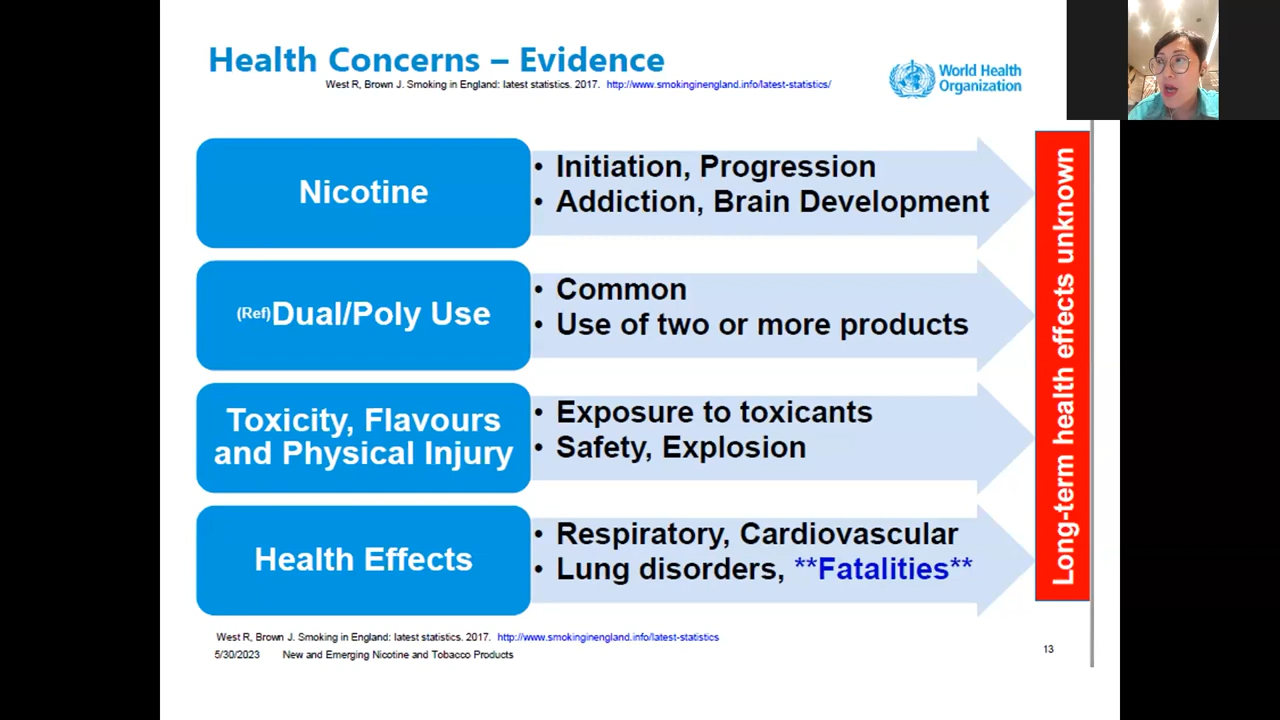 Health Concerns – Evidence
West R, Brown J. Smoking in England: latest statistics. 2017. http://www.smokinginengland.info/latest-statistics/
World Health
Organization
Nicotine
• Initiation, Progression
• Addiction, Brain Development
(Ref)Dual/Poly Use
• Common
• Use of two or more products
Toxicity, Flavours
and Physical Injury
• Exposure to toxicants
• Safety, Explosion
Health Effects
• Respiratory, Cardiovascular
• Lung disorders, **Fatalities**
Long-term health effects unknown
West R, Brown J. Smoking in England: latest statistics. 2017. http://www.smokinginengland.info/latest-statistics
5/30/2023 New and Emerging Nicotine and Tobacco Products
13